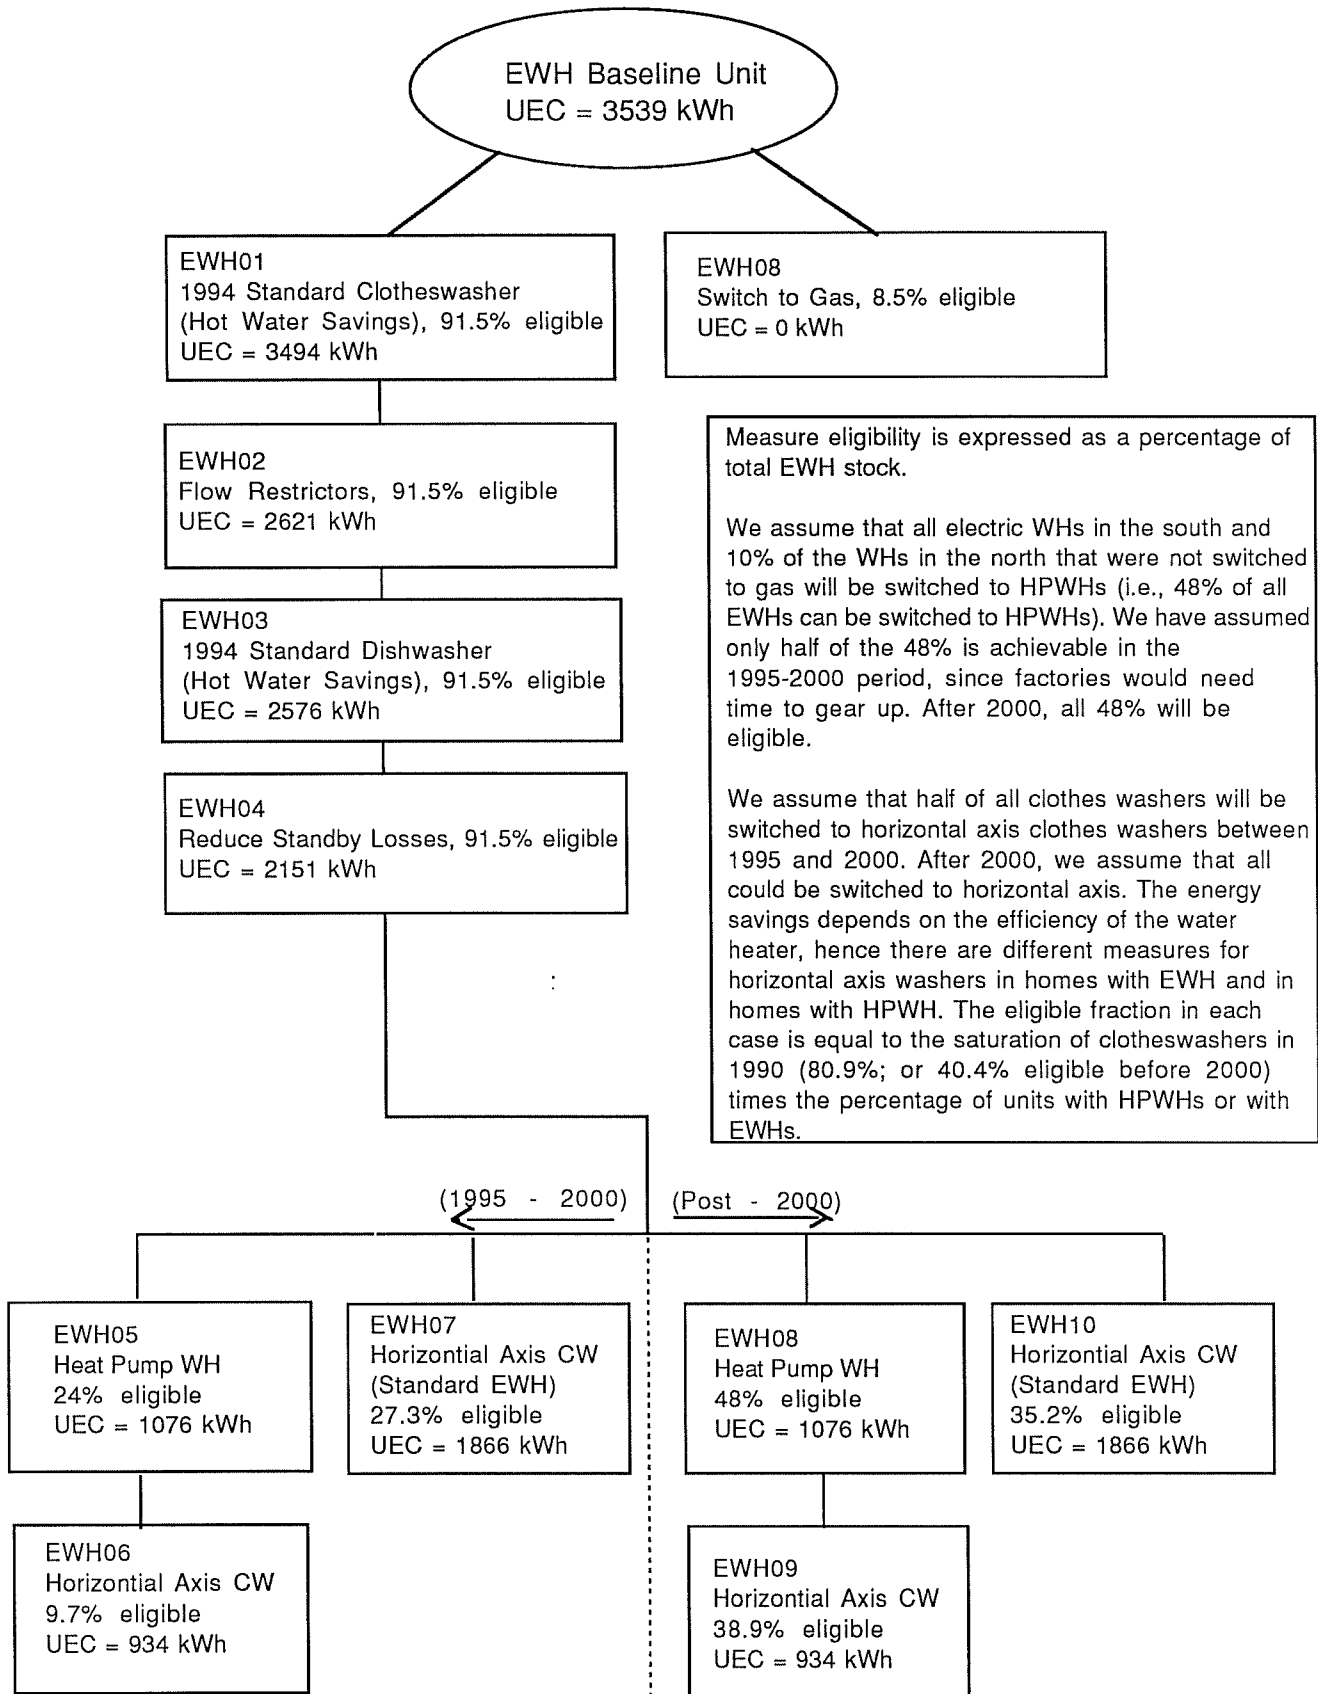 EWH Baseline Unit
UEC = 3539 kWh
EWH01
1994 Standard Clotheswasher
(Hot Water Savings), 91.5% eligible
UEC = 3494 kWh
EWH08
Switch to Gas, 8.5% eligible
UEC = 0 kWh
EWH02
Flow Restrictors, 91.5% eligible
UEC = 2621 kWh
EWH03
1994 Standard Dishwasher
(Hot Water Savings), 91.5% eligible
UEC = 2576 kWh
EWH04
Reduce Standby Losses, 91.5% eligible
UEC = 2151 kWh
Measure eligibility is expressed as a percentage of
total EWH stock.
We assume that all electric WHs in the south and
10% of the WHs in the north that were not switched
to gas will be switched to HPWHs (i.e., 48% of all
EWHs can be switched to HPWHs). We have assumed
only half of the 48% is achievable in the
1995-2000 period, since factories would need
time to gear up. After 2000, all 48% will be
eligible.
We assume that half of all clothes washers will be
switched to horizontal axis clothes washers between
1995 and 2000. After 2000, we assume that all
could be switched to horizontal axis. The energy
savings depends on the efficiency of the water
heater, hence there are different measures for
horizontal axis washers in homes with EWH and in
homes with HPWH. The eligible fraction in each
case is equal to the saturation of clotheswashers in
1990 (80.9%; or 40.4% eligible before 2000)
times the percentage of units with HPWHs or with
EWHs.
(1995 - 2000)
(Post - 2000)
EWH05
Heat Pump WH
24% eligible
UEC = 1076 kWh
EWH07
Horizontial Axis CW
(Standard EWH)
27.3% eligible
UEC = 1866 kWh
EWH08
Heat Pump WH
48% eligible
UEC = 1076 kWh
EWH10
Horizontial Axis CW
(Standard EWH)
35.2% eligible
UEC = 1866 kWh
EWH06
Horizontial Axis CW
9.7% eligible
UEC = 934 kWh
EWH09
Horizontial Axis CW
38.9% eligible
UEC = 934 kWh